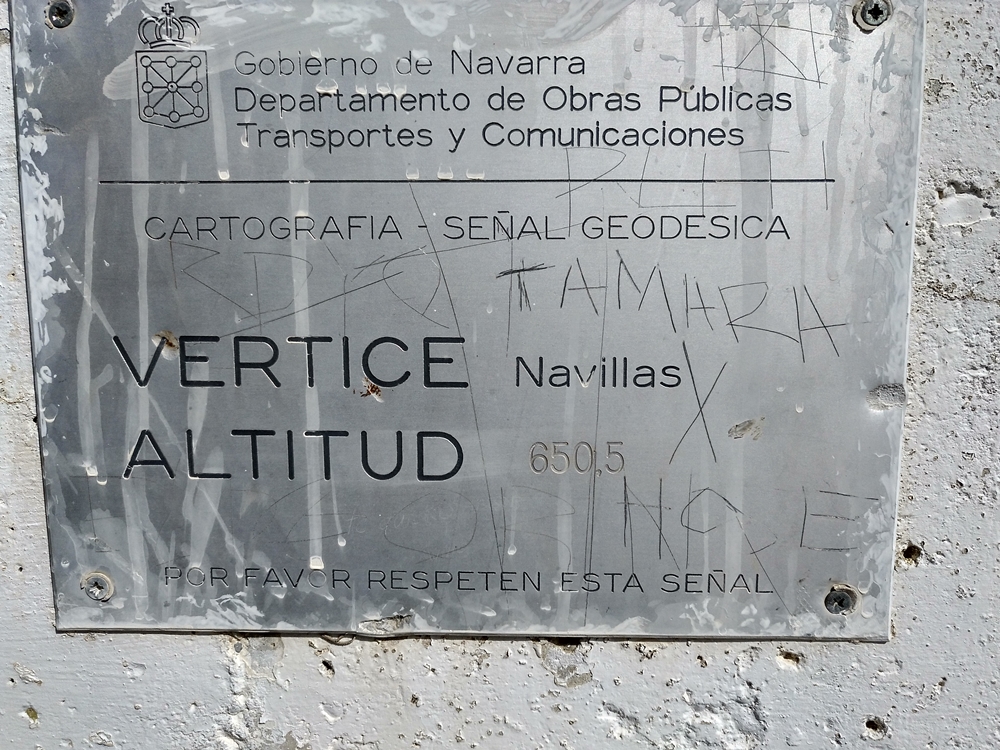 Gobierno de Navarra
Departamento de Obras Públicas
Transportes y Comunicaciones
CARTOGRAFIA - SEÑAL GEODESICA
TAMARA
VERTICE Navillas
X
ALTITUD 650,5
POR FAVOR RESPETEN ESTA SEÑAL